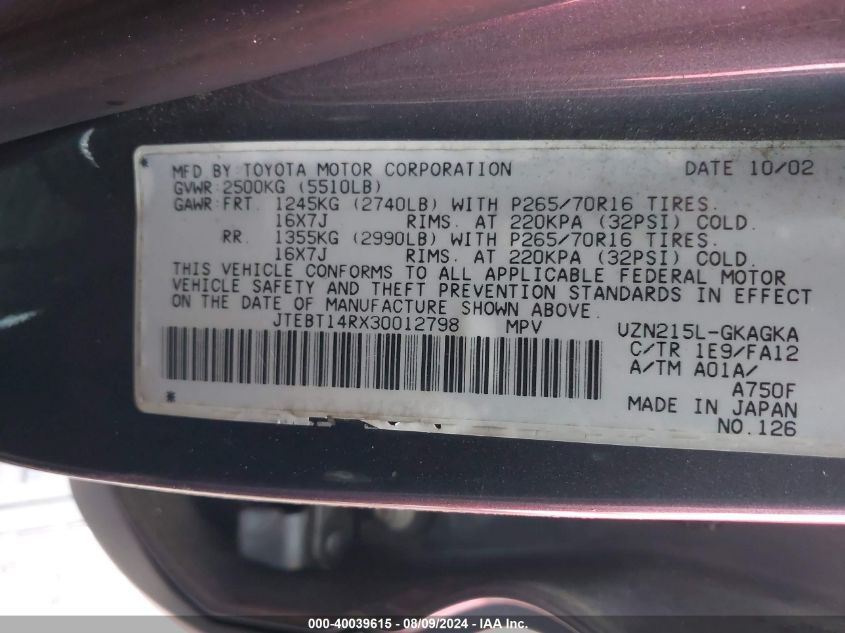 MFD BY: TOYOTA MOTOR CORPORATION DATE 10/02
GVWR: 2500KG (5510LB)
GAWR: FRT. 1245KG (2740LB) WITH P265/70R16 TIRES.
16X7J RIMS. AT 220KPA (32PSI) COLD.
RR. 1355KG (2990LB) WITH P265/70R16 TIRES.
16X7J RIMS. AT 220KPA (32PSI) COLD.
THIS VEHICLE CONFORMS TO ALL APPLICABLE FEDERAL MOTOR
VEHICLE SAFETY AND THEFT PREVENTION STANDARDS IN EFFECT
ON THE DATE OF MANUFACTURE SHOWN ABOVE.
JTEBT14RX30012798 MPV UZN215L-GKAGKA
C/TR 1E9/FA12
A/TM A01A/
A750F
MADE IN JAPAN
NO.126
000-40039615 - 08/09/2024 - IAA Inc.